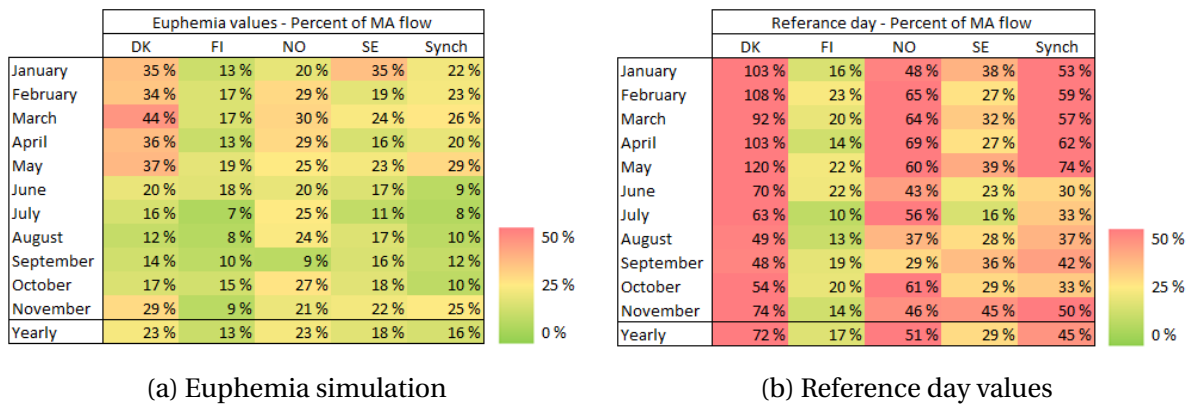 Euphemia values - Percent of MA flow
DK FI NO SE Synch
January 35 % 13 % 20 % 35 % 22 %
February 34 % 17 % 29 % 19 % 23 %
March 44 % 17 % 30 % 24 % 26 %
April 36 % 13 % 29 % 16 % 20 %
May 37 % 19 % 25 % 23 % 29 %
June 20 % 18 % 20 % 17 % 9 %
July 16 % 7 % 25 % 11 % 8 %
August 12 % 8 % 24 % 17 % 10 %
September 14 % 10 % 9 % 16 % 12 %
October 17 % 15 % 27 % 18 % 10 %
November 29 % 9 % 21 % 22 % 25 %
Yearly 23 % 13 % 23 % 18 % 16 %
50 %
25 %
0 %
(a) Euphemia simulation
Referance day - Percent of MA flow
DK FI NO SE Synch
January 103 % 16 % 48 % 38 % 53 %
February 108 % 23 % 65 % 27 % 59 %
March 92 % 20 % 64 % 32 % 57 %
April 103 % 14 % 69 % 27 % 62 %
May 120 % 22 % 60 % 39 % 74 %
June 70 % 22 % 43 % 23 % 30 %
July 63 % 10 % 56 % 16 % 33 %
August 49 % 13 % 37 % 28 % 37 %
September 48 % 19 % 29 % 36 % 42 %
October 54 % 20 % 61 % 29 % 33 %
November 74 % 14 % 46 % 45 % 50 %
Yearly 72 % 17 % 51 % 29 % 45 %
50 %
25 %
0 %
(b) Reference day values